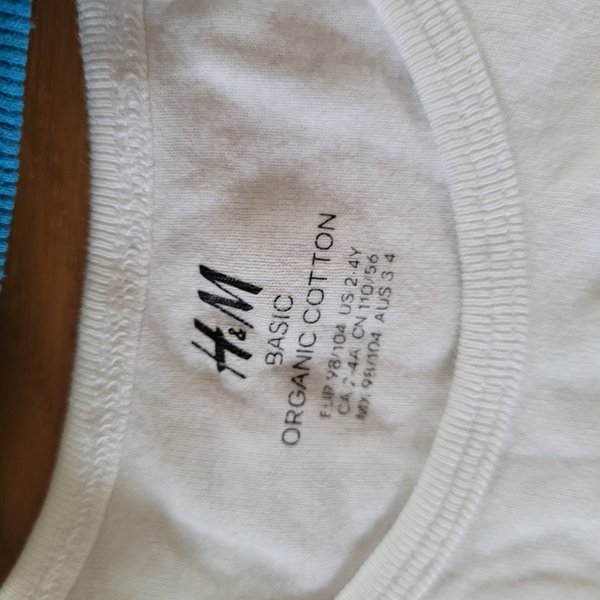 H&M
BASIC
ORGANIC COTTON
EUR 98/104 US 2-4Y
CA 2-4A CN 110/56
98/104 AUS 3 4